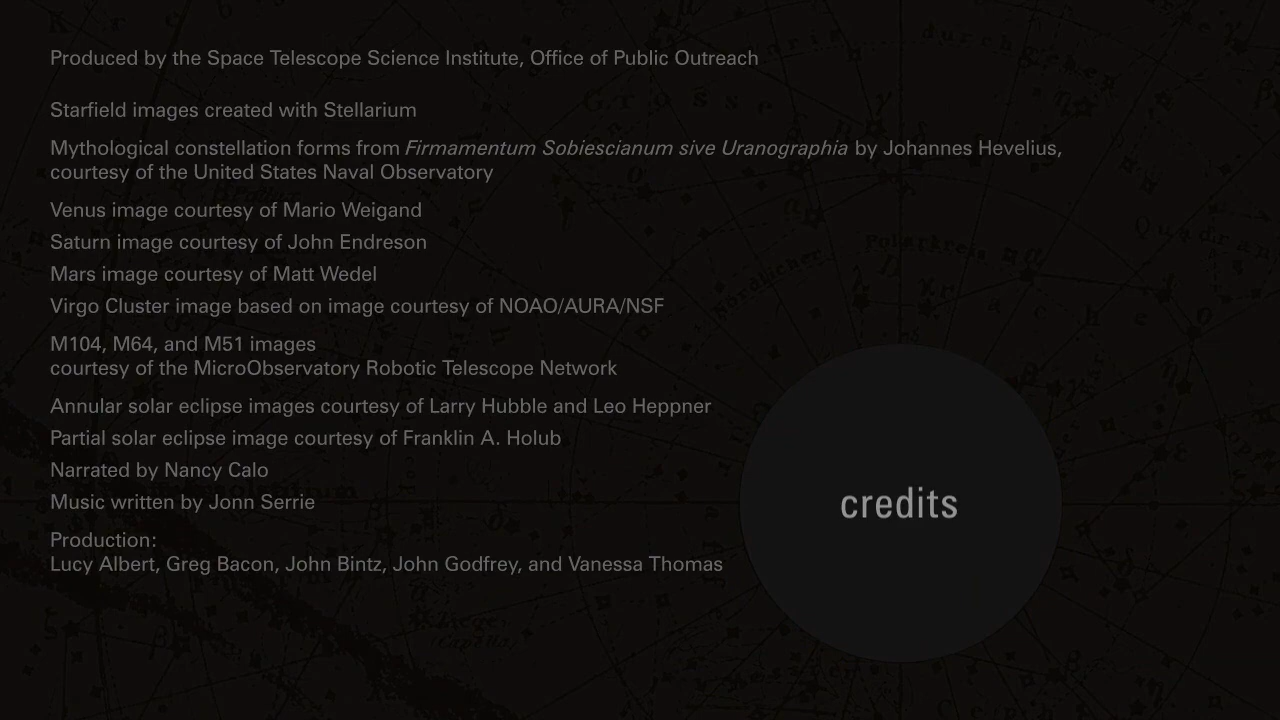 Produced by the Space Telescope Science Institute, Office of Public Outreach
Starfield images created with Stellarium
Mythological constellation forms from Firmamentum Sobiescianum sive Uranographia by Johannes Hevelius,
courtesy of the United States Naval Observatory
Venus image courtesy of Mario Weigand
Saturn image courtesy of John Endreson
Mars image courtesy of Matt Wedel
Virgo Cluster image based on image courtesy of NOAO/AURA/NSF
M104, M64, and M51 images
courtesy of the MicroObservatory Robotic Telescope Network
Annular solar eclipse images courtesy of Larry Hubble and Leo Heppner
Partial solar eclipse image courtesy of Franklin A. Holub
Narrated by Nancy Calo
Music written by Jonn Serrie
Production:
Lucy Albert, Greg Bacon, John Bintz, John Godfrey, and Vanessa Thomas
credits
durch
Grosse
Polarkreis
Nordlicher
Ziege
(Capella)